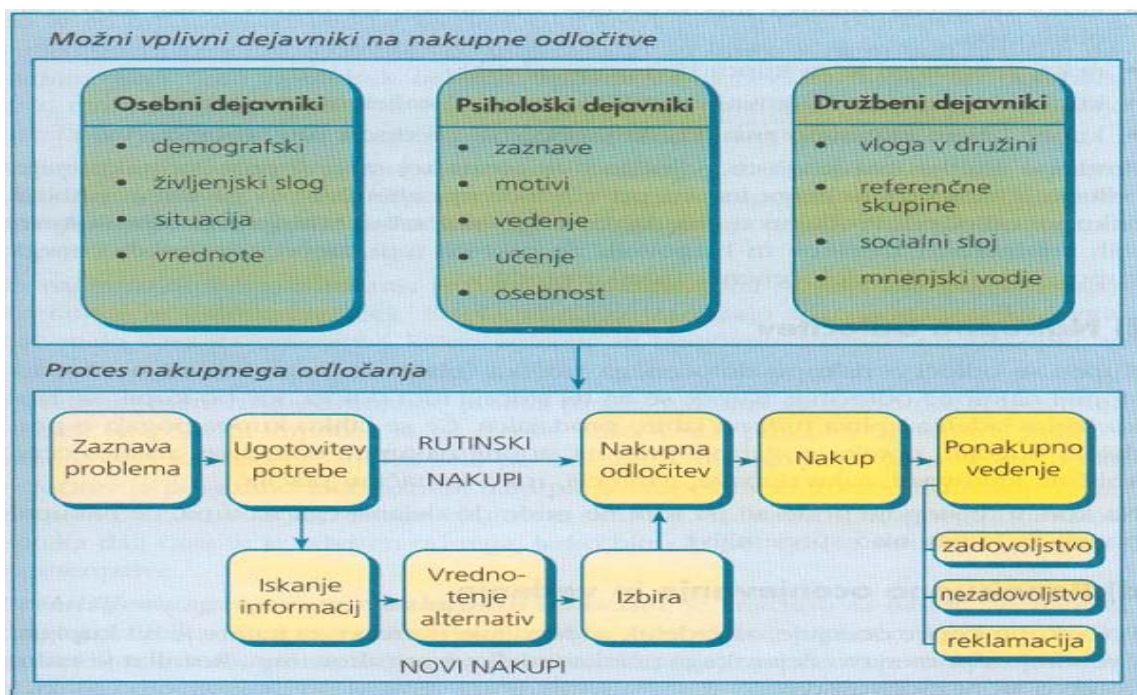 Možni vplivni dejavniki na nakupne odločitve
Osebni dejavniki
• demografski
• življenjski slog
• situacija
• vrednote
Psihološki dejavniki
• zaznave
• motivi
• vedenje
• učenje
• osebnost
Družbeni dejavniki
• vloga v družini
• referenčne
skupine
• socialni sloj
• mnenjski vodje
Proces nakupnega odločanja
Zaznava
problema
Ugotovitev
potrebe
RUTINSKI
NAKUPI
Nakupna
odločitev
Nakup
Ponakupno
vedenje
zadovoljstvo
nezadovoljstvo
reklamacija
Iskanje
informacij
Vredno-
tenje
alternativ
Izbira
NOVI NAKUPI